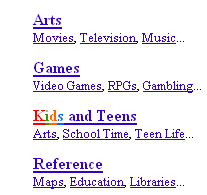 Arts
Movies, Television, Music...
Games
Video Games, RPGs, Gambling...
Kids and Teens
Arts, School Time, Teen Life...
Reference
Maps, Education, Libraries...